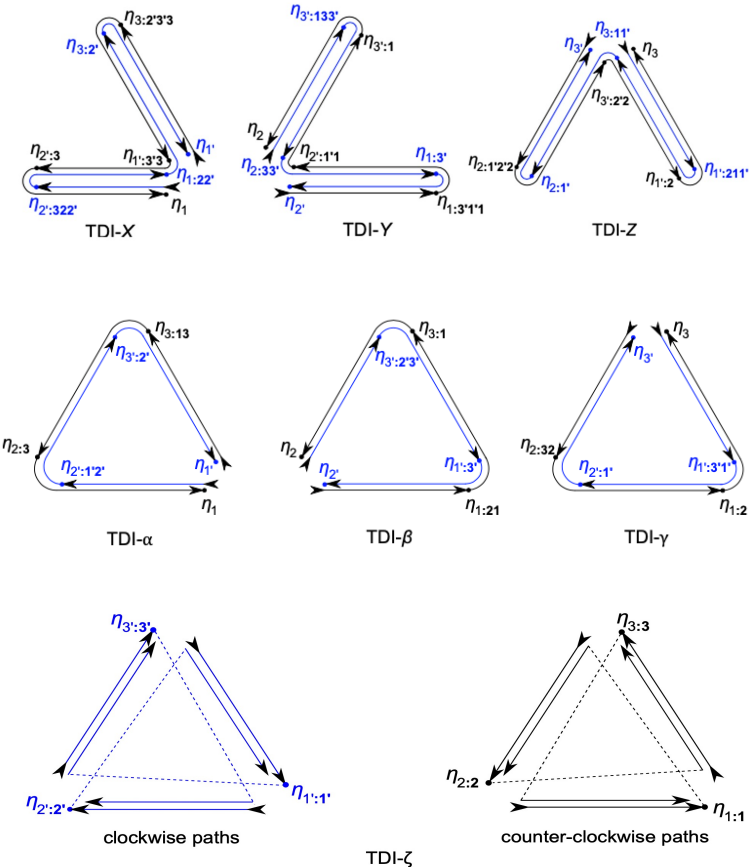 η3:2'3'3
η3:2'
η2':3
η1':3'3
η1'
η1:22'
η2':322'
η1
TDI-X
η3':133'
η3':1
η2
η2:33'
η2':1'1
η1:3'
η2'
η1:3'1'1
TDI-Y
η3'
η3:11'
η3
η3':2'2
η2:1'2'2
η2:1'
η1':2
η1':211'
TDI-Z
η3:13
η3':2'
η2:3
η2':1'2'
η1'
η1
TDI-α
η3:1
η3':2'3'
η2
η2'
η1':3'
η1:21
TDI-β
η3
η3'
η2:32
η2':1'
η1':3'1'
η1:2
TDI-γ
η3':3'
η2':2'
η1':1'
clockwise paths
η3:3
η2:2
η1:1
counter-clockwise paths
TDI-ζ